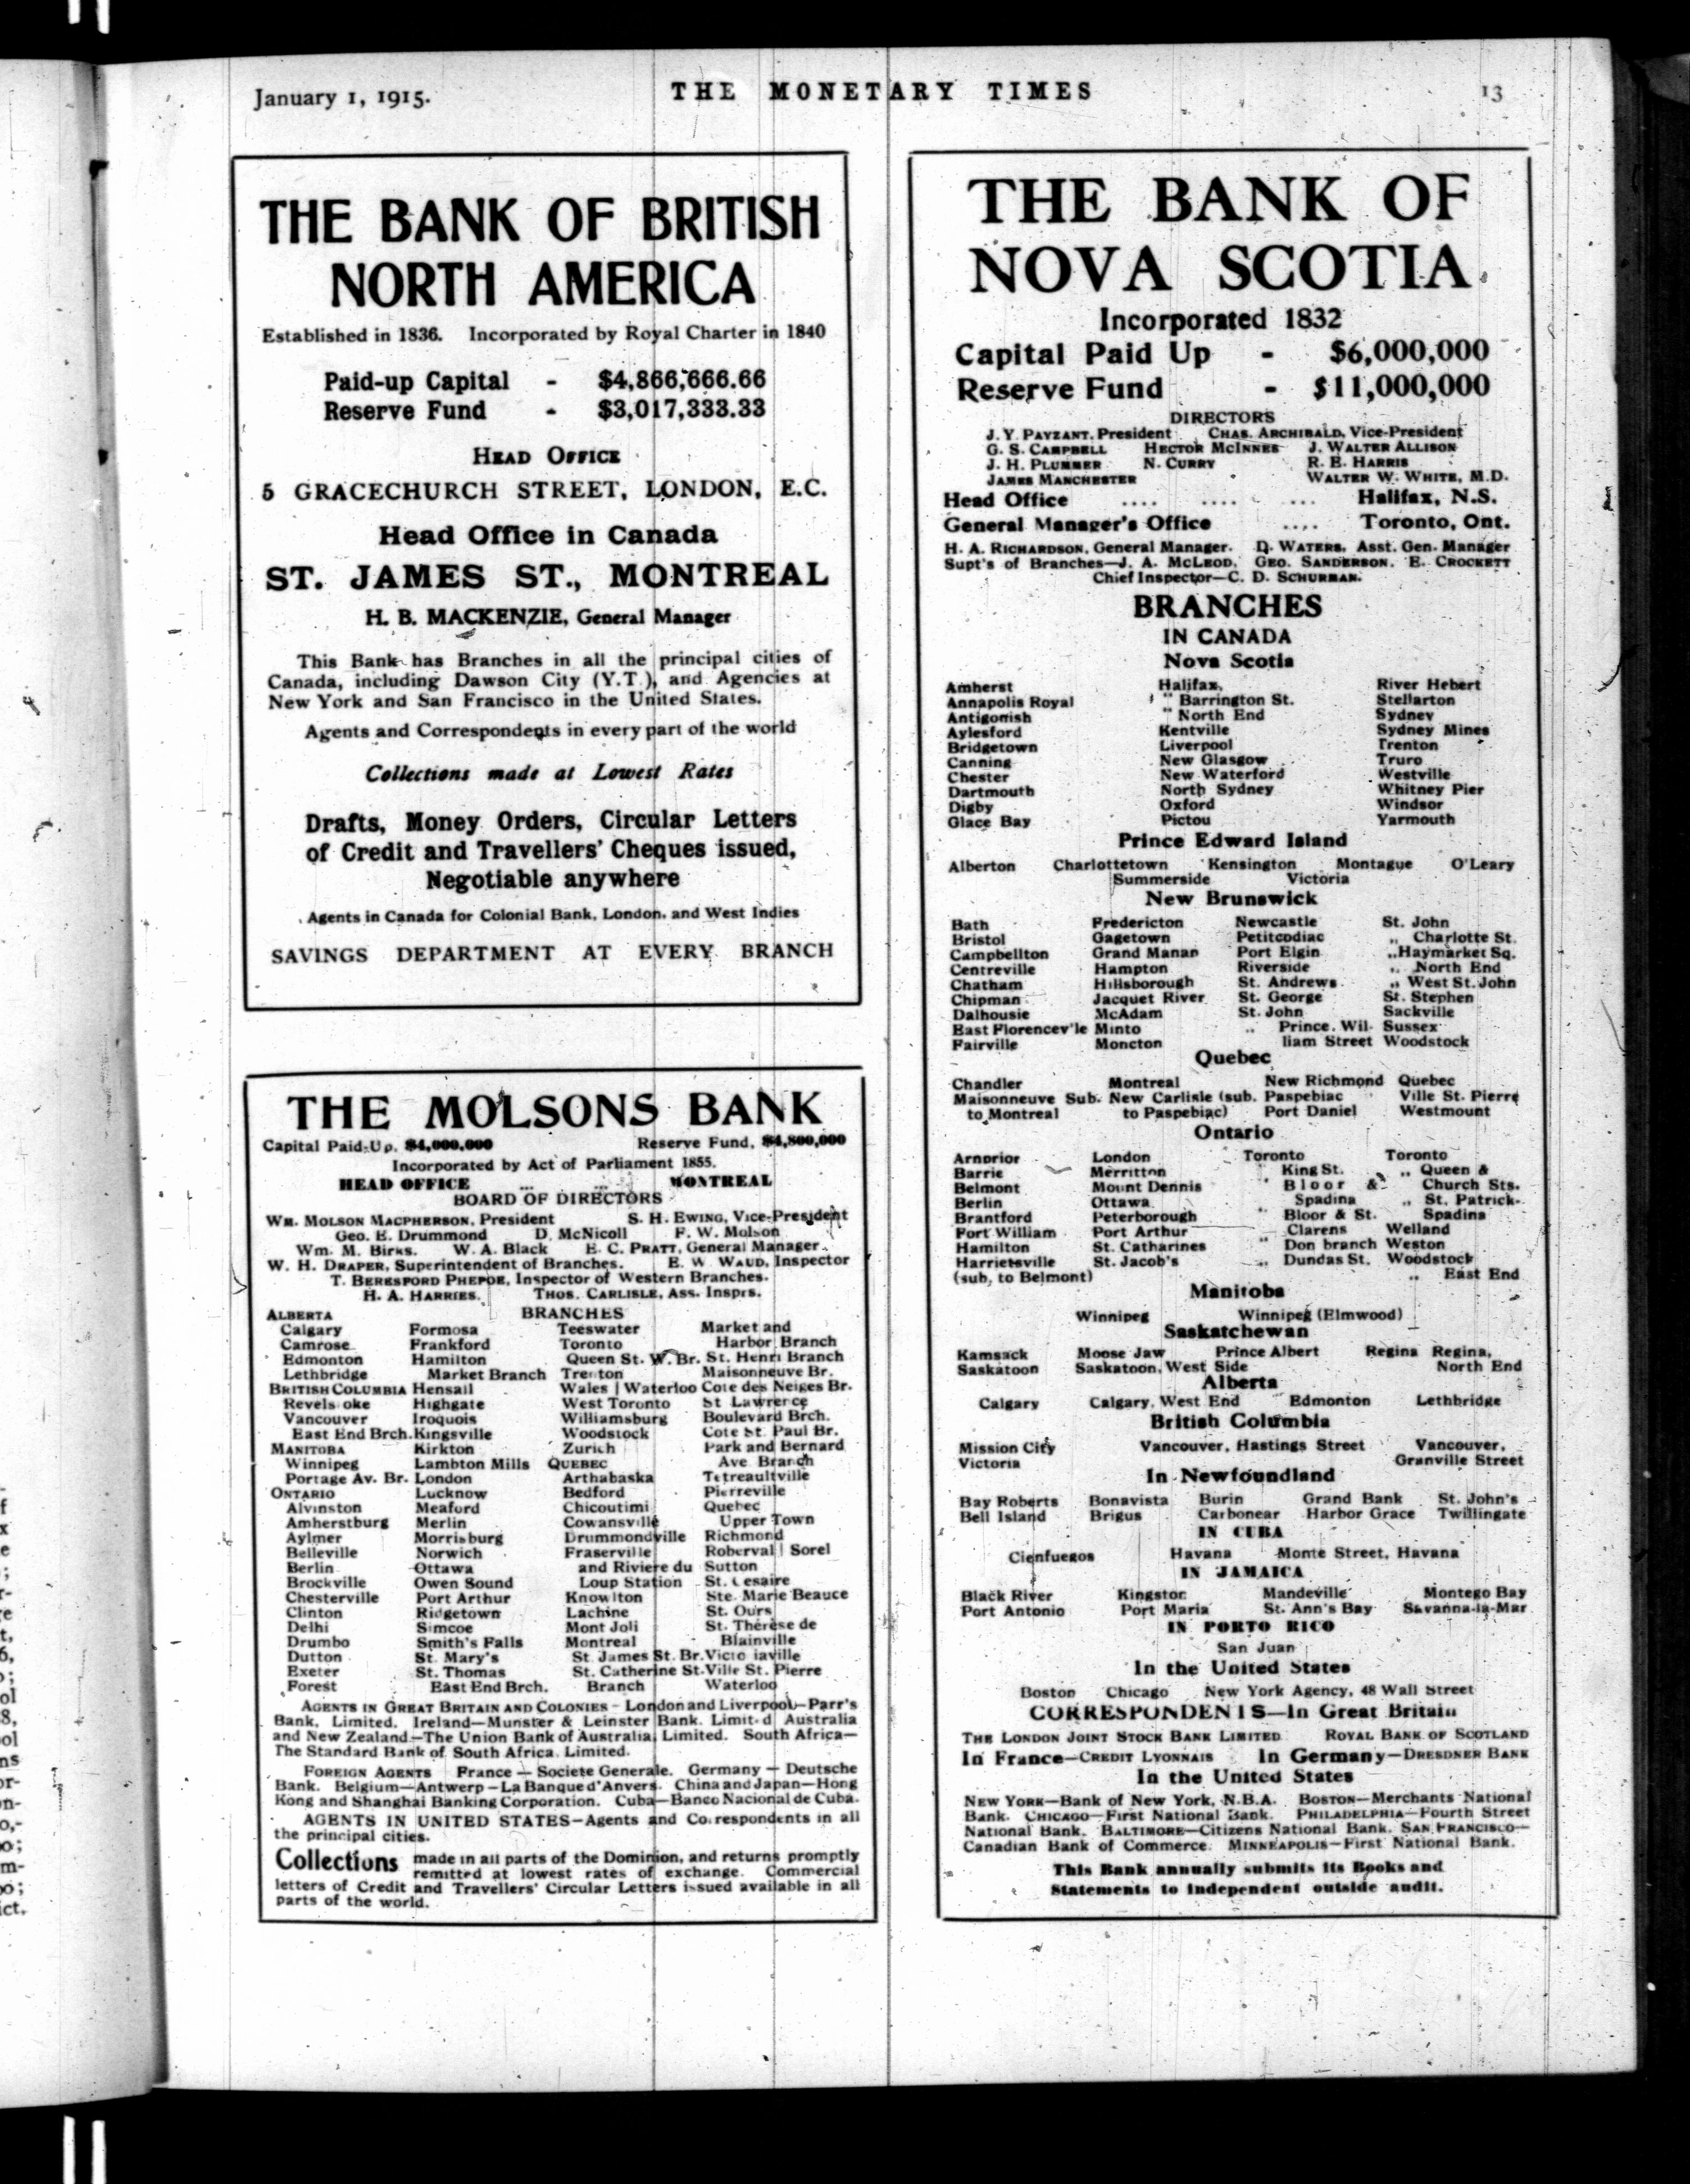 January 1, 1915.
THE MONETARY TIMES
13
THE BANK OF BRITISH
NORTH AMERICA
Established in 1836. Incorporated by Royal Charter in 1840
Paid-up Capital - $4,866,666.66
Reserve Fund - $3,017,333.33
HEAD OFFICE
5 GRACECHURCH STREET, LONDON, E.C.
Head Office in Canada
ST. JAMES ST., MONTREAL
H. B. MACKENZIE, General Manager
This Bank has Branches in all the principal cities of
Canada, including Dawson City (Y.T.), and Agencies at
New York and San Francisco in the United States.
Agents and Correspondents in every part of the world
Collections made at Lowest Rates
Drafts, Money Orders, Circular Letters
of Credit and Travellers' Cheques issued,
Negotiable anywhere
Agents in Canada for Colonial Bank, London, and West Indies
SAVINGS DEPARTMENT AT EVERY BRANCH
THE MOLSONS BANK
Capital Paid-Up, $4,000,000 Reserve Fund, $4,800,000
Incorporated by Act of Parliament 1855.
HEAD OFFICE ... ... MONTREAL
BOARD OF DIRECTORS
WM. MOLSON MACPHERSON, President S. H. EWING, Vice-President
Geo. E. Drummond D. McNicoll F. W. Molson
Wm. M. Birks. W. A. Black E. C. PRATT, General Manager
W. H. DRAPER, Superintendent of Branches. E. W. WAUD, Inspector
T. BERESFORD PHEPOE, Inspector of Western Branches.
H. A. HARRIES. THOS. CARLISLE, Ass. Insprs.
ALBERTA BRANCHES
Calgary Formosa Teeswater Market and
Camrose Frankford Toronto Harbor Branch
Edmonton Hamilton Queen St. W. Br. St. Henri Branch
Lethbridge Market Branch Trenton Maisonneuve Br.
BRITISH COLUMBIA Hensall Wales | Waterloo Cote des Neiges Br.
Revels oke Highgate West Toronto St Lawrerce
Vancouver Iroquois Williamsburg Boulevard Brch.
East End Brch. Kingsville Woodstock Cote St. Paul Br.
MANITOBA Kirkton Zurich Park and Bernard
Winnipeg Lambton Mills QUEBEC Ave Branch
Portage Av. Br. London Arthabaska Tetreaultville
ONTARIO Lucknow Bedford Pierreville
Alvinston Meaford Chicoutimi Quebec
Amherstburg Merlin Cowansville Upper Town
Aylmer Morrisburg Drummondville Richmond
Belleville Norwich Fraserville Roberval | Sorel
Berlin Ottawa and Riviere du Sutton
Brockville Owen Sound Loup Station St. Cesaire
Chesterville Port Arthur Knowlton Ste. Marie Beauce
Clinton Ridgetown Lachine St. Ours
Delhi Simcoe Mont Joli St. Thérèse de
Drumbo Smith's Falls Montreal Blainville
Dutton St. Mary's St. James St. Br. Victo iaville
Exeter St. Thomas St. Catherine St. Ville St. Pierre
Forest East End Brch. Branch Waterloo
AGENTS IN GREAT BRITAIN AND COLONIES – London and Liverpool—Parr's
Bank, Limited. Ireland—Munster & Leinster Bank. Limit d Australia
and New Zealand—The Union Bank of Australia, Limited. South Africa—
The Standard Bank of South Africa, Limited.
FOREIGN AGENTS France — Societe Generale. Germany — Deutsche
Bank. Belgium—Antwerp – La Banque d'Anvers. China and Japan—Hong
Kong and Shanghai Banking Corporation. Cuba—Banco Nacional de Cuba.
AGENTS IN UNITED STATES—Agents and Correspondents in all
the principal cities.
Collections made in all parts of the Dominion, and returns promptly
remitted at lowest rates of exchange. Commercial
letters of Credit and Travellers' Circular Letters issued available in all
parts of the world.
THE BANK OF
NOVA SCOTIA
Incorporated 1832
Capital Paid Up - $6,000,000
Reserve Fund - $11,000,000
DIRECTORS
J. Y. PAYZANT, President CHAS. ARCHIBALD, Vice-President
G. S. CAMPBELL HECTOR MCINNES J. WALTER ALLISON
J. H. PLUMMER N. CURRY R. E. HARRIS
JAMES MANCHESTER WALTER W. WHITE, M.D.
Head Office .... .... ... Halifax, N.S.
General Manager's Office .... Toronto, Ont.
H. A. RICHARDSON, General Manager. D. WATERS, Asst. Gen. Manager
Supt's of Branches—J. A. MCLEOD, GEO. SANDERSON. E. CROCKETT
Chief Inspector—C. D. SCHURMAN.
BRANCHES
IN CANADA
Nova Scotia
Amherst Halifax, River Hebert
Annapolis Royal " Barrington St. Stellarton
Antigonish " North End Sydney
Aylesford Kentville Sydney Mines
Bridgetown Liverpool Trenton
Canning New Glasgow Truro
Chester New Waterford Westville
Dartmouth North Sydney Whitney Pier
Digby Oxford Windsor
Glace Bay Pictou Yarmouth
Prince Edward Island
Alberton Charlottetown Kensington Montague O'Leary
Summerside Victoria
New Brunswick
Bath Fredericton Newcastle St. John
Bristol Gagetown Petitcodiac „ Charlotte St.
Campbellton Grand Manan Port Elgin „ Haymarket Sq.
Centreville Hampton Riverside „ North End
Chatham Hillsborough St. Andrews „ West St. John
Chipman Jacquet River St. George St. Stephen
Dalhousie McAdam St. John Sackville
East Florencev'le Minto „ Prince. Wil- Sussex
Fairville Moncton liam Street Woodstock
Quebec
Chandler Montreal New Richmond Quebec
Maisonneuve Sub. New Carlisle (sub. Paspebiac Ville St. Pierre
to Montreal to Paspebiac) Port Daniel Westmount
Ontario
Arnprior London Toronto Toronto
Barrie Merritton " King St. „ Queen &
Belmont Mount Dennis " Bloor & Church Sts.
Berlin Ottawa Spadina „ St. Patrick-
Brantford Peterborough " Bloor & St. Spadina
Fort William Port Arthur Clarens Welland
Hamilton St. Catharines " Don branch Weston
Harrietsville St. Jacob's „ Dundas St. Woodstock
(sub, to Belmont) „ East End
Manitoba
Winnipeg Winnipeg (Elmwood)
Saskatchewan
Kamsack Moose Jaw Prince Albert Regina Regina,
Saskatoon Saskatoon, West Side North End
Alberta
Calgary Calgary, West End Edmonton Lethbridge
British Columbia
Mission City Vancouver, Hastings Street Vancouver,
Victoria Granville Street
In Newfoundland
Bay Roberts Bonavista Burin Grand Bank St. John's
Bell Island Brigus Carbonear Harbor Grace Twillingate
IN CUBA
Cienfuegos Havana Monte Street, Havana
IN JAMAICA
Black River Kingston Mandeville Montego Bay
Port Antonio Port Maria St. Ann's Bay Savanna-la-Mar
IN PORTO RICO
San Juan
In the United States
Boston Chicago New York Agency, 48 Wall Street
CORRESPONDENTS—In Great Britain
THE LONDON JOINT STOCK BANK LIMITED ROYAL BANK OF SCOTLAND
In France—CREDIT LYONNAIS In Germany—DRESDNER BANK
In the United States
NEW YORK—Bank of New York, N.B.A. BOSTON—Merchants National
Bank. CHICAGO—First National Bank. PHILADELPHIA—Fourth Street
National Bank. BALTIMORE—Citizens National Bank. SAN FRANCISCO—
Canadian Bank of Commerce. MINNEAPOLIS—First National Bank.
This Bank annually submits its Books and
Statements to independent outside audit.